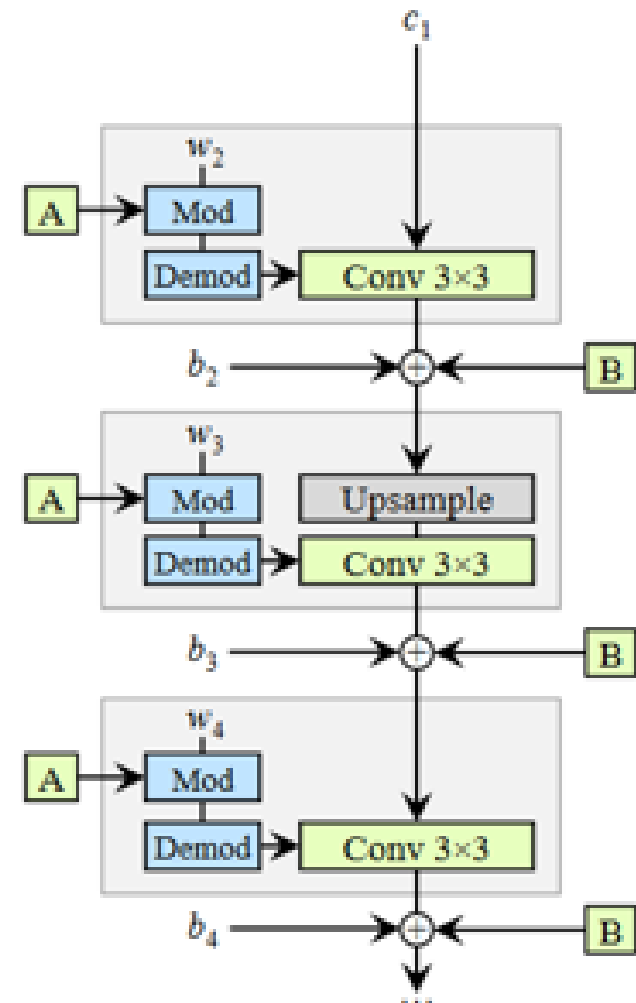 c₁
w₂
A Mod
Demod Conv 3×3
b₂ + B
w₃
A Mod Upsample
Demod Conv 3×3
b₃ + B
w₄
A Mod
Demod Conv 3×3
b₄ + B